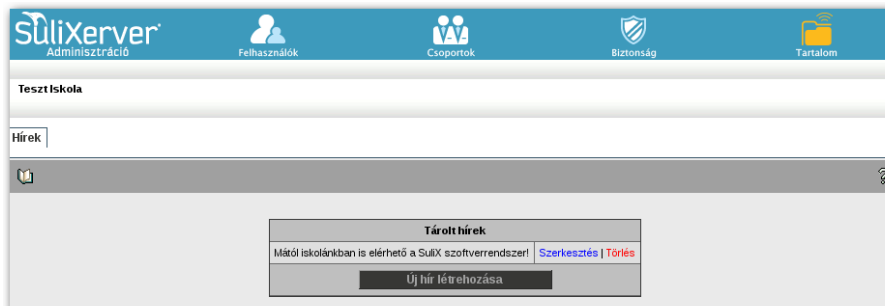 SuliXerver
Adminisztráció
Felhasználók
Csoportok
Biztonság
Tartalom
Teszt Iskola
Hírek
Tárolt hírek
Mától iskolánkban is elérhető a SuliX szoftverrendszer! Szerkesztés | Törlés
Új hír létrehozása